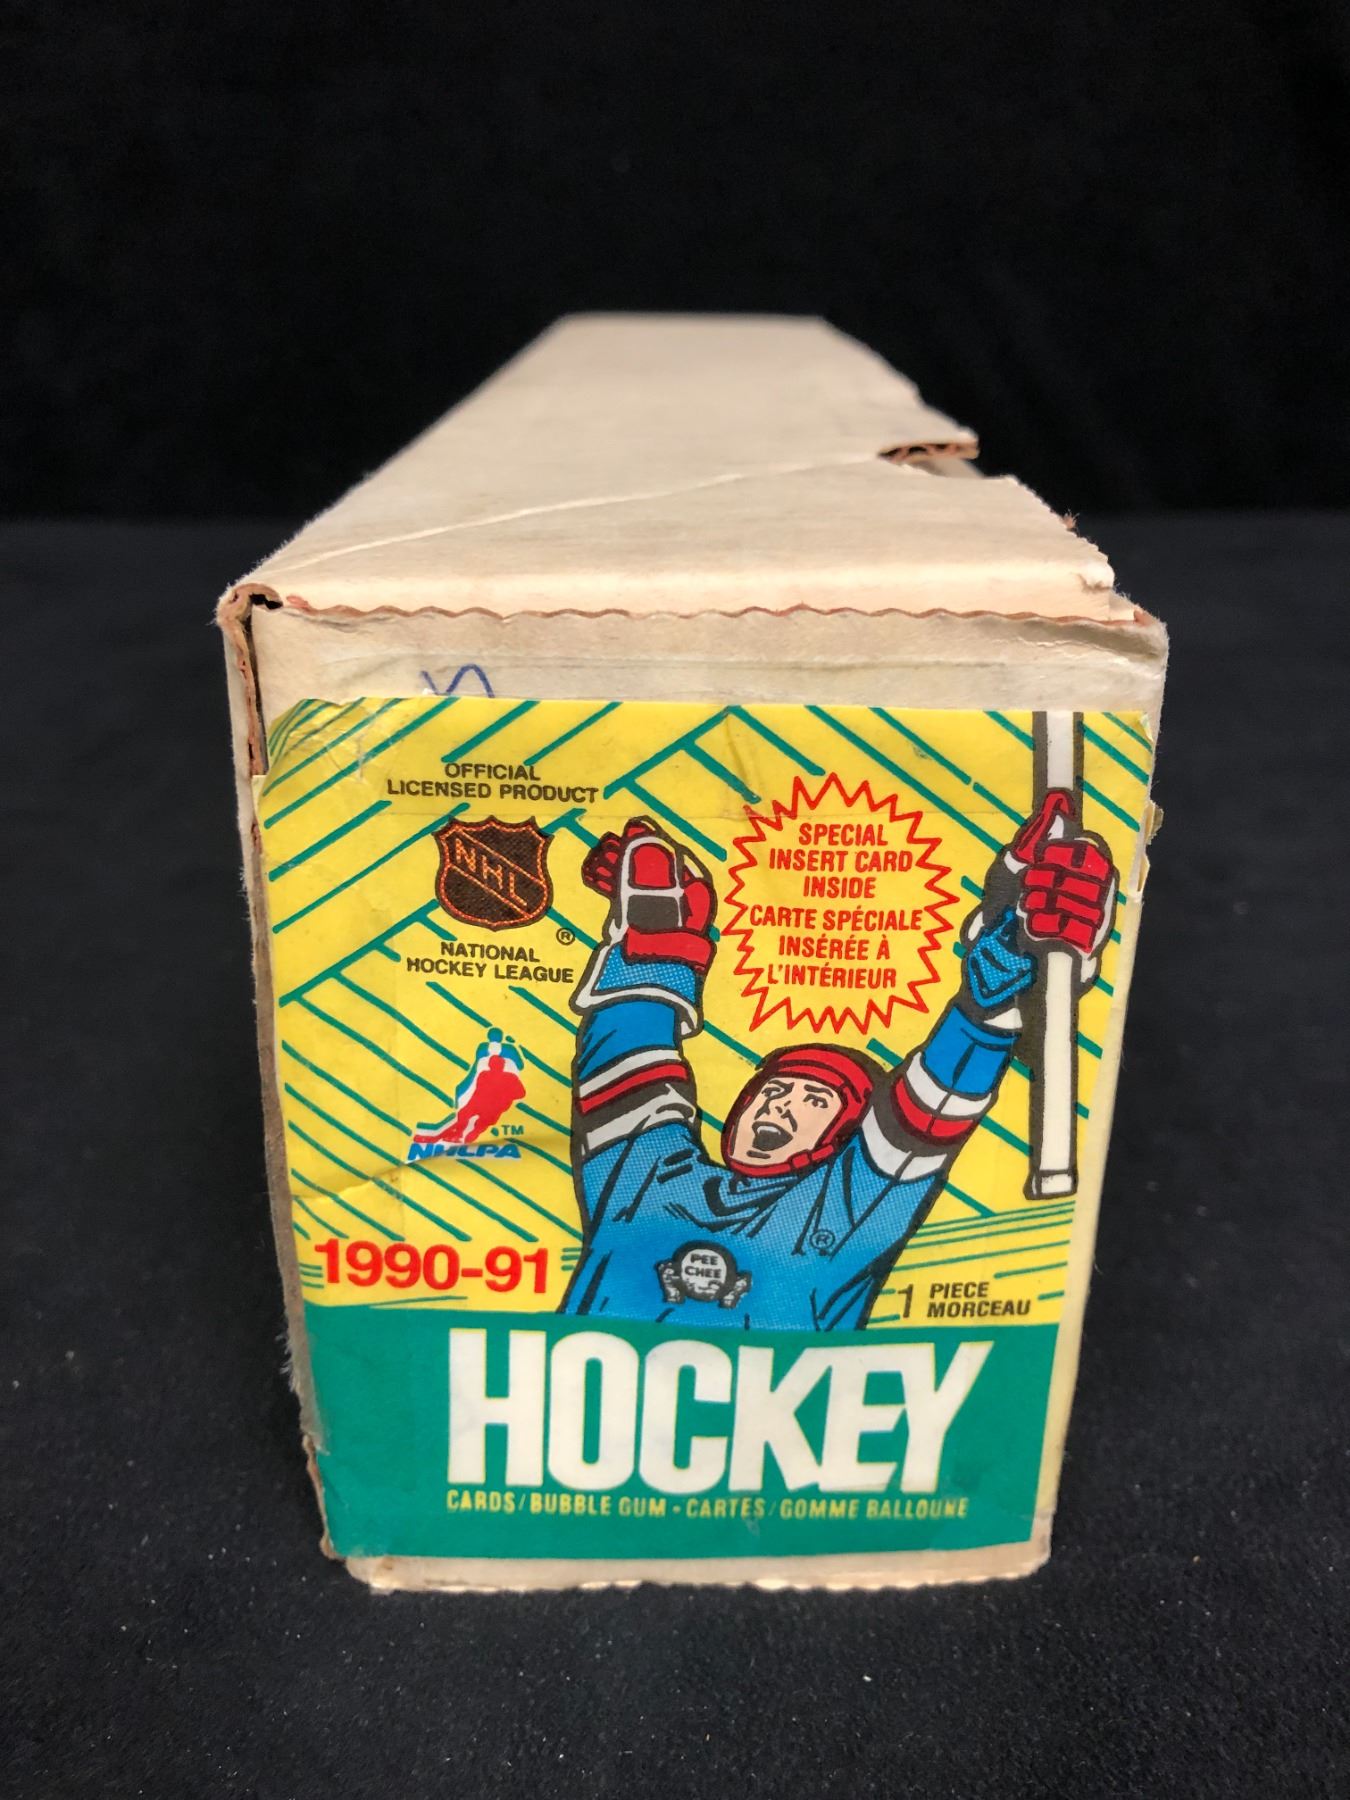 OFFICIAL
LICENSED PRODUCT
NHL
®
NATIONAL
HOCKEY LEAGUE
SPECIAL
INSERT CARD
INSIDE
CARTE SPÉCIALE
INSÉRÉE À
L'INTÉRIEUR
TM
NHLPA
®
PEE
CHEE
1990-91
1 PIECE
MORCEAU
HOCKEY
CARDS/BUBBLE GUM - CARTES/GOMME BALLOUNE